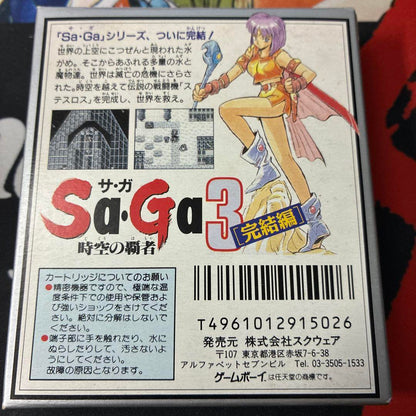 「Sa・Ga」シリーズ、ついに完結！
世界の上空にこつぜんと現われた水
がめ。そこからあふれる多量の水と
魔物達。世界は滅亡の危機にさらさ
れた。時空を越えて伝説の戦闘機「ス
テスロス」を完成し、世界を救え。
サ・ガ
Sa・Ga3
時空の覇者
[完結編]
カートリッジについてのお願い
●精密機器ですので、極端な温
度条件下での使用や保管およ
び強いショックをさけてくださ
い。絶対に分解はしないでく
ださい。
●端子部に手を触れたり、水に
ぬらしたりして、汚さないよう
にしてください。
故障の原因となります。
T4961012915026
発売元 株式会社スクウェア
〒107 東京都港区赤坂7-6-38
アルファベットセブンビル Tel. 03-3505-1533
ゲームボーイは任天堂の商標です。